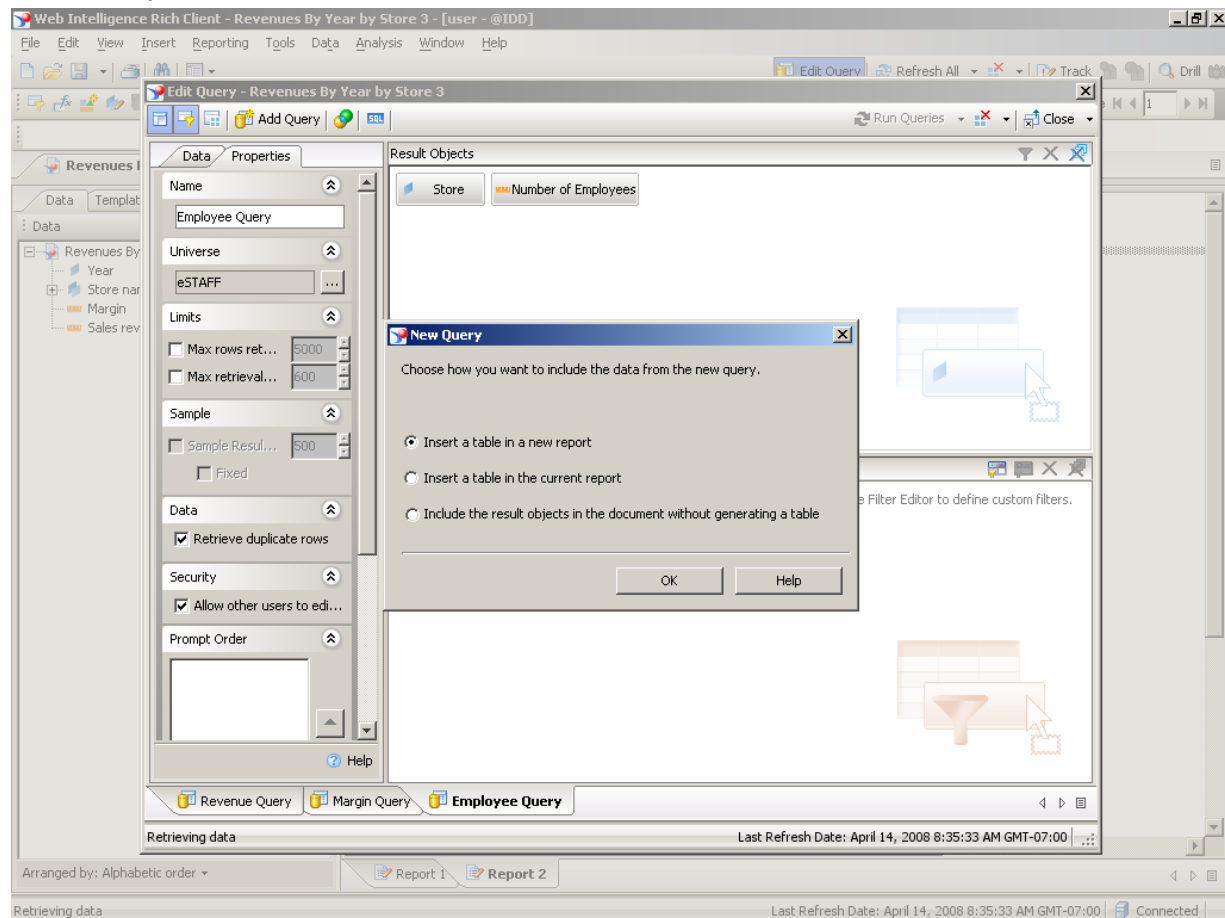 Web Intelligence Rich Client - Revenues By Year by Store 3 - [user - @IDD]
File Edit View Insert Reporting Tools Data Analysis Window Help
Edit Query Refresh All Track Drill
Edit Query - Revenues By Year by Store 3
1
Add Query SQL Run Queries Close
Revenues
Data Properties
Result Objects
Data Templat
Name
Store Number of Employees
Employee Query
Data
Revenues By
Universe
Year
eSTAFF ...
Store nar
Margin
Limits
Sales rev
New Query
Max rows ret... 5000
Choose how you want to include the data from the new query.
Max retrieval... 600
Sample
Insert a table in a new report
Sample Resul... 500
Fixed
Insert a table in the current report
Data
e Filter Editor to define custom filters.
Include the result objects in the document without generating a table
Retrieve duplicate rows
Security
OK Help
Allow other users to edi...
Prompt Order
Help
Revenue Query Margin Query Employee Query
Retrieving data Last Refresh Date: April 14, 2008 8:35:33 AM GMT-07:00
Arranged by: Alphabetic order Report 1 Report 2
Retrieving data Last Refresh Date: April 14, 2008 8:35:33 AM GMT-07:00 Connected